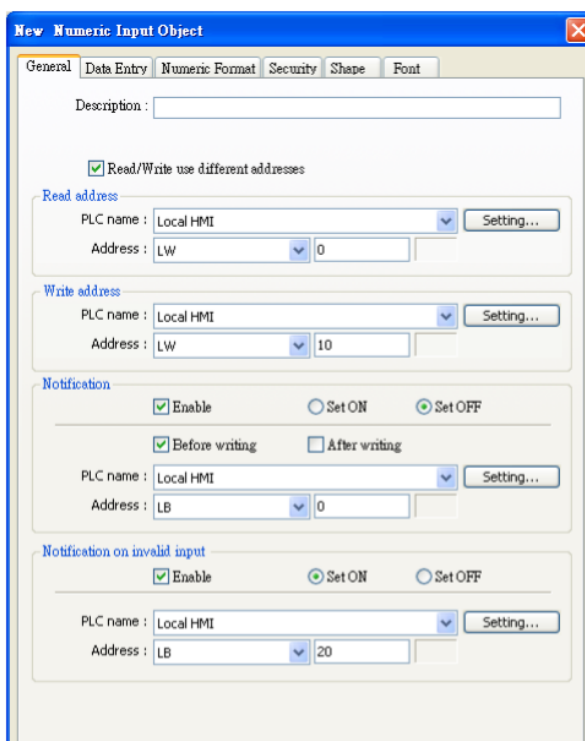 New Numeric Input Object
General Data Entry Numeric Format Security Shape Font
Description :
Read/Write use different addresses
Read address
PLC name : Local HMI Setting...
Address : LW 0
Write address
PLC name : Local HMI Setting...
Address : LW 10
Notification
Enable Set ON Set OFF
Before writing After writing
PLC name : Local HMI Setting...
Address : LB 0
Notification on invalid input
Enable Set ON Set OFF
PLC name : Local HMI Setting...
Address : LB 20